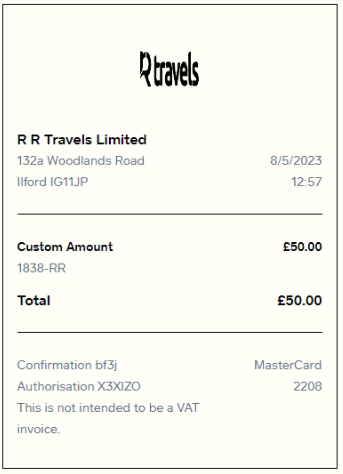 R travels
R R Travels Limited
132a Woodlands Road 8/5/2023
Ilford IG11JP 12:57
Custom Amount £50.00
1838-RR
Total £50.00
Confirmation bf3j MasterCard
Authorisation X3XIZO 2208
This is not intended to be a VAT
invoice.